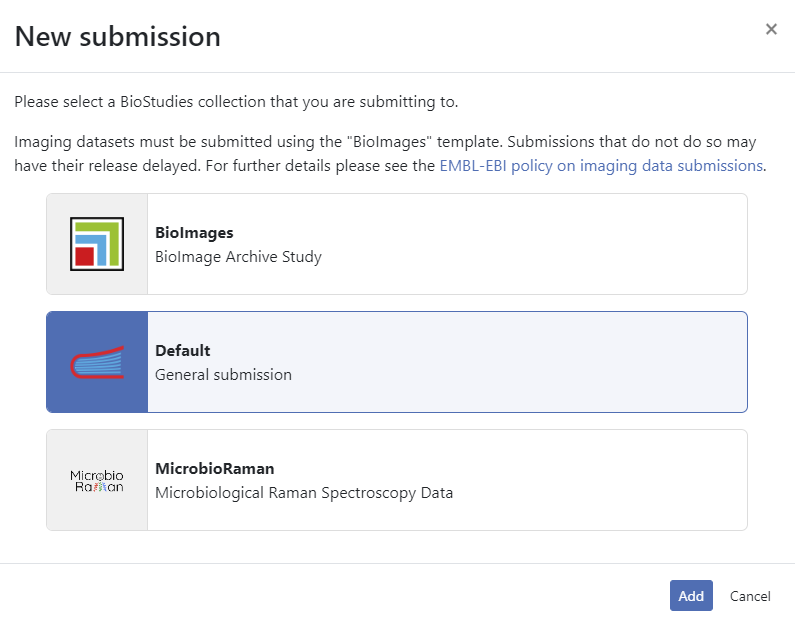 New submission
×
Please select a BioStudies collection that you are submitting to.
Imaging datasets must be submitted using the "BioImages" template. Submissions that do not do so may
have their release delayed. For further details please see the EMBL-EBI policy on imaging data submissions.
BioImages
BioImage Archive Study
Default
General submission
Microbio
Raman
MicrobioRaman
Microbiological Raman Spectroscopy Data
Add
Cancel